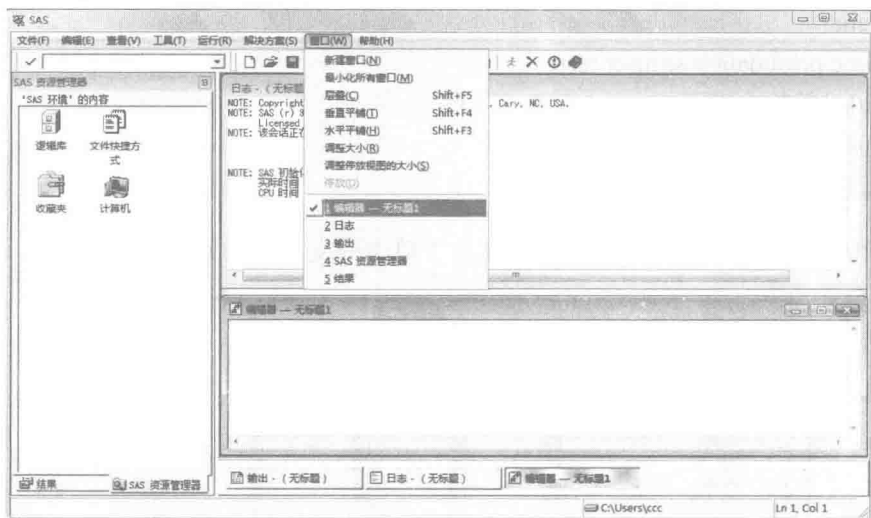 SAS
文件(F) 编辑(E) 查看(V) 工具(T) 运行(R) 解决方案(S) 窗口(W) 帮助(H)
SAS 资源管理器
'SAS 环境' 的内容
逻辑库
文件快捷方式
收藏夹
计算机
新建窗口(N)
最小化所有窗口(M)
层叠(C) Shift+F5
垂直平铺(T) Shift+F4
水平平铺(H) Shift+F3
调整大小(R)
调整停放视图的大小(S)
停放(D)
1 编辑器 — 无标题1
2 日志
3 输出
4 SAS 资源管理器
5 结果
日志 - (无标题
NOTE: Copyright
, Cary, NC, USA.
NOTE: SAS (r)
Licensed
NOTE: 该会话正在
NOTE: SAS 初始化
实际时间
CPU 时间
编辑器 — 无标题1
结果
SAS 资源管理器
输出 - (无标题)
日志 - (无标题)
编辑器 — 无标题1
C:\Users\ccc
Ln 1, Col 1